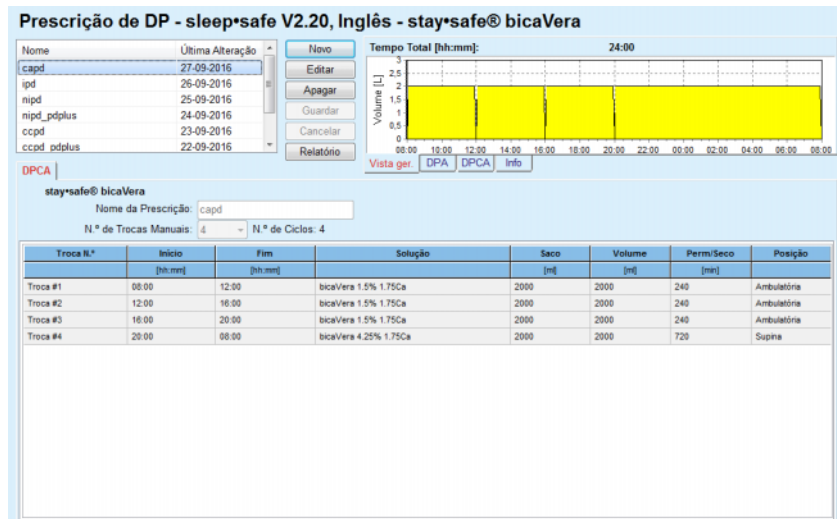 Prescrição de DP - sleep•safe V2.20, Inglês - stay•safe® bicaVera
Nome Última Alteração
capd 27-09-2016
ipd 26-09-2016
nipd 25-09-2016
nipd_pdplus 24-09-2016
ccpd 23-09-2016
ccpd_pdplus 22-09-2016
Novo
Editar
Apagar
Guardar
Cancelar
Relatório
Tempo Total [hh:mm]: 24:00
Volume [L]
3
2,5
2
1,5
1
0,5
0
08:00 10:00 12:00 14:00 16:00 18:00 20:00 22:00 00:00 02:00 04:00 06:00 08:00
Vista ger. DPA DPCA Info
DPCA
stay•safe® bicaVera
Nome da Prescrição: capd
N.º de Trocas Manuais: 4 N.º de Ciclos: 4
Troca N.º Início Fim Solução Saco Volume Perm/Seco Posição
[hh:mm] [hh:mm] [ml] [ml] [min]
Troca #1 08:00 12:00 bicaVera 1.5% 1.75Ca 2000 2000 240 Ambulatória
Troca #2 12:00 16:00 bicaVera 1.5% 1.75Ca 2000 2000 240 Ambulatória
Troca #3 16:00 20:00 bicaVera 1.5% 1.75Ca 2000 2000 240 Ambulatória
Troca #4 20:00 08:00 bicaVera 4.25% 1.75Ca 2000 2000 720 Supina